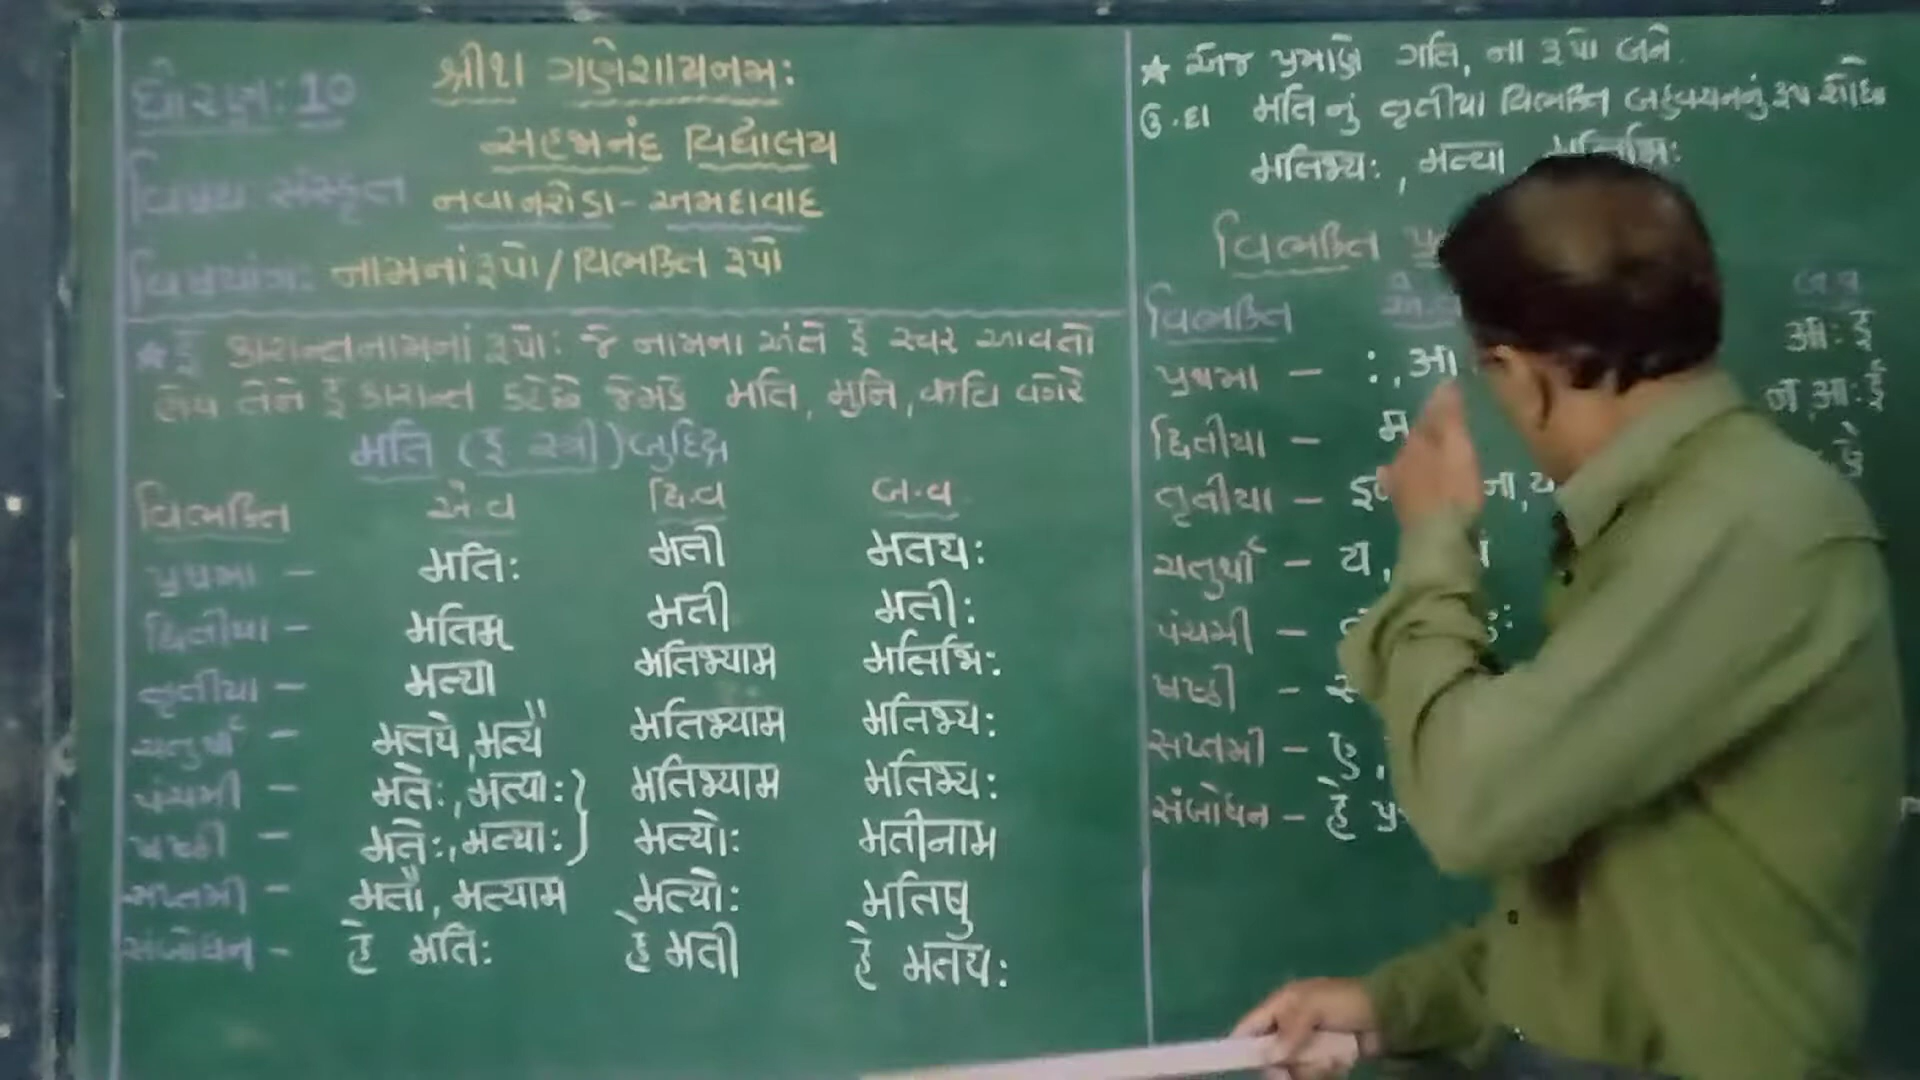 ધોરણ: 10
શ્રીશ ગણેશાયનમ:
સહજાનંદ વિદ્યાલય
વિષય સંસ્કૃત
નવાનરોડા - અમદાવાદ
વિષયાંગ: નામનાં રૂપો / વિભક્તિ રૂપો
★ ઈ કારાન્તનામનાં રૂપો: જે નામના અંતે ઈ સ્વર આવતો
હોય તેને ઈ કારાન્ત કહે છે જેમકે મતિ, મુનિ, કવિ વગેરે
મતિ (ઈ સ્ત્રી) બુદ્ધિ
વિભક્તિ એ.વ દ્વિ.વ બ.વ
પ્રથમા - मतिः मती मतयः
દ્વિતીયા - मतिम् मती मतीः
તૃતીયા - मत्या मतिभ्याम मतिभिः
ચતુર્થી - मतये, मत्यै मतिभ्याम मतिभ्यः
પંચમી - मतेः, मत्याः } मतिभ्याम मतिभ्यः
ષષ્ઠી - मतेः, मत्याः } मत्योः मतीनाम
સપ્તમી - मतौ, मत्याम मत्योः मतिषु
સંબોધન - हे मतिः हे मती हे मतयः
★ એજ પ્રમાણે ગતિ, ના રૂપો બને.
ઉ.દા મતિ નું તૃતીયા વિભક્તિ બહુવચનનું રૂપ શોધો
मतिभ्यः, मत्या
વિભક્તિ
વિભક્તિ બ.વ
પ્રથમા - :, आ
દ્વિતીયા -
તૃતીયા -
ચતુર્થી - य,
પંચમી -
ષષ્ઠી -
સપ્તમી -
સંબોધન - हे